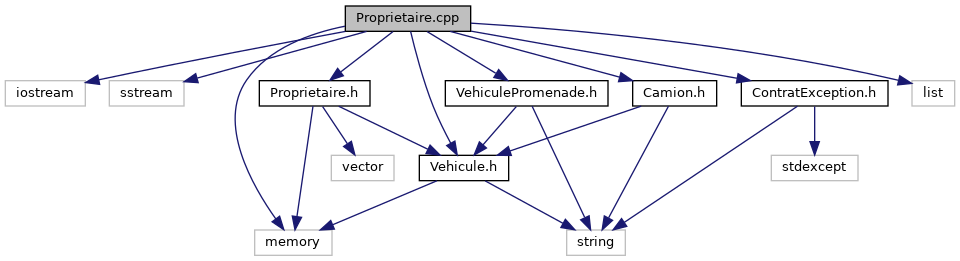 Proprietaire.cpp
iostream
sstream
Proprietaire.h
VehiculePromenade.h
Camion.h
ContratException.h
list
vector
Vehicule.h
stdexcept
memory
string